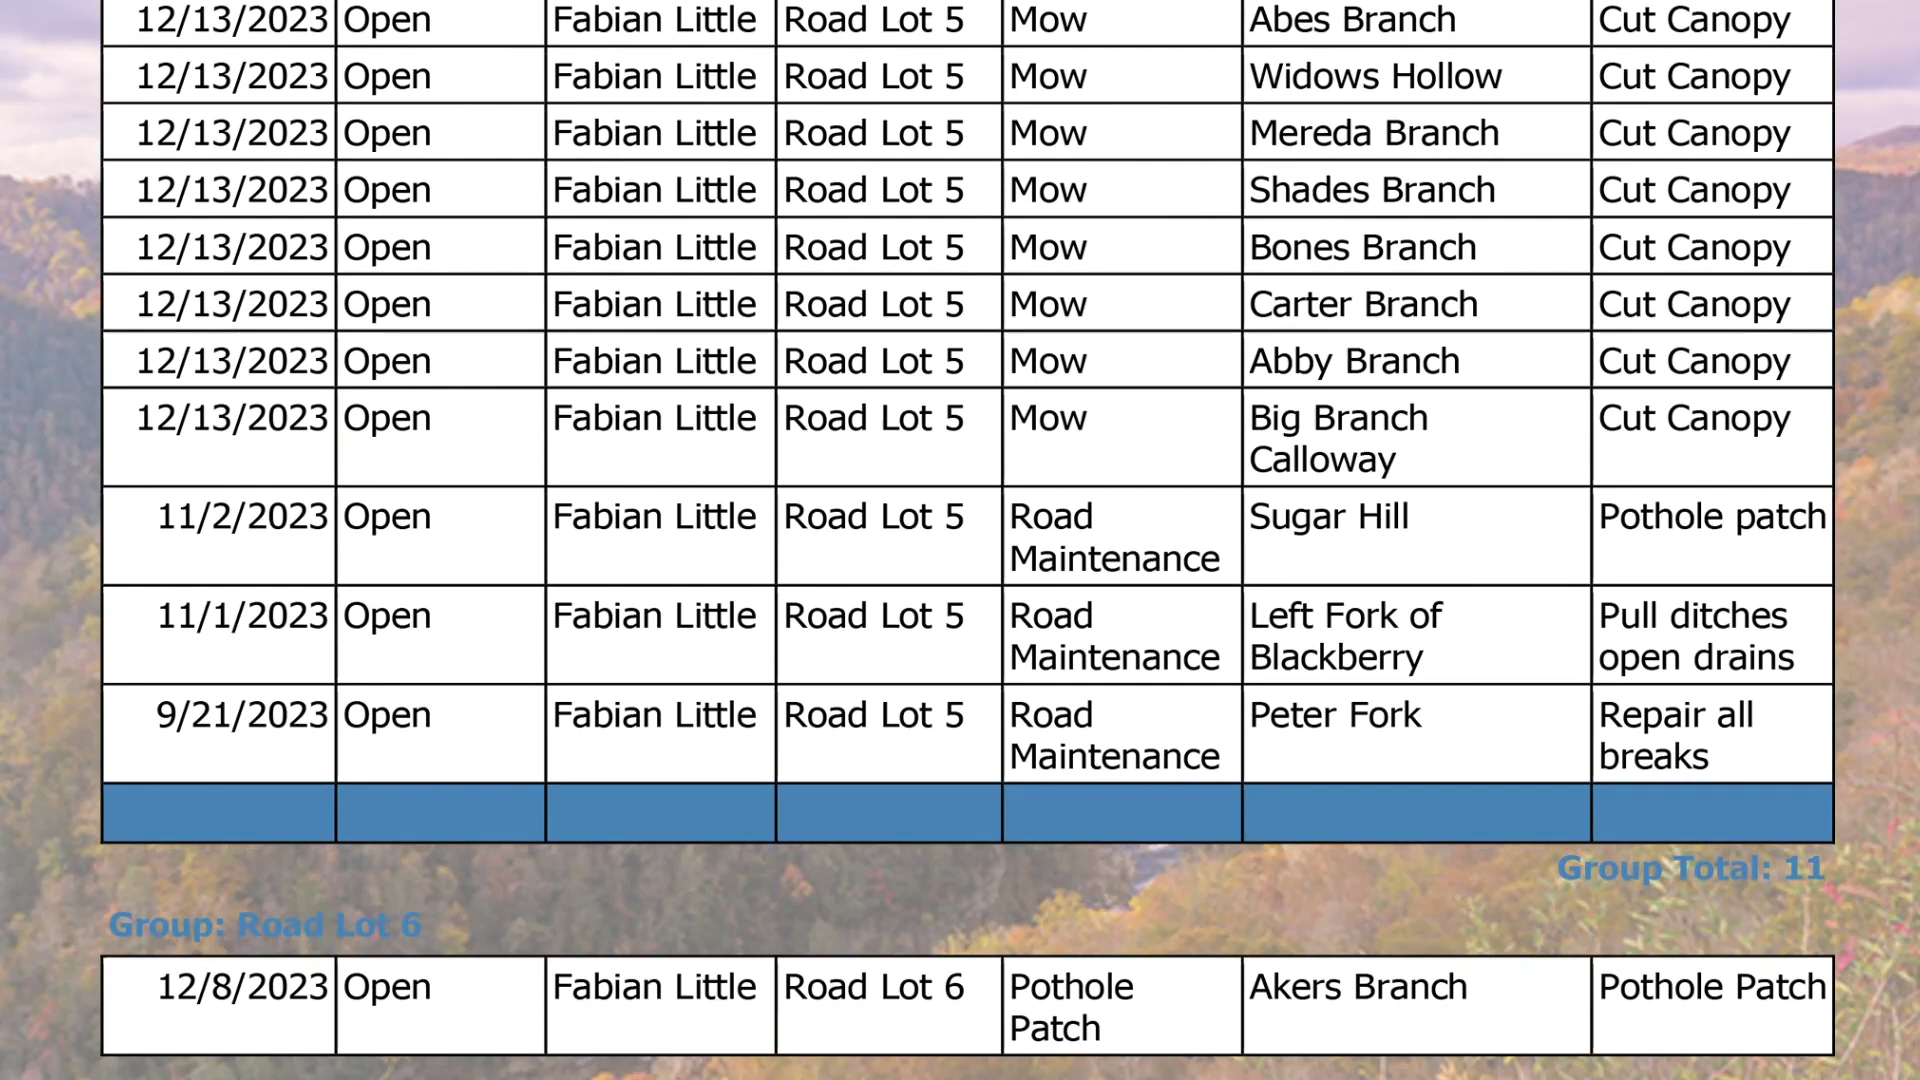 12/13/2023 Open Fabian Little Road Lot 5 Mow Abes Branch Cut Canopy
12/13/2023 Open Fabian Little Road Lot 5 Mow Widows Hollow Cut Canopy
12/13/2023 Open Fabian Little Road Lot 5 Mow Mereda Branch Cut Canopy
12/13/2023 Open Fabian Little Road Lot 5 Mow Shades Branch Cut Canopy
12/13/2023 Open Fabian Little Road Lot 5 Mow Bones Branch Cut Canopy
12/13/2023 Open Fabian Little Road Lot 5 Mow Carter Branch Cut Canopy
12/13/2023 Open Fabian Little Road Lot 5 Mow Abby Branch Cut Canopy
12/13/2023 Open Fabian Little Road Lot 5 Mow Big Branch Cut Canopy
Calloway
11/2/2023 Open Fabian Little Road Lot 5 Road Sugar Hill Pothole patch
Maintenance
11/1/2023 Open Fabian Little Road Lot 5 Road Left Fork of Pull ditches
Maintenance Blackberry open drains
9/21/2023 Open Fabian Little Road Lot 5 Road Peter Fork Repair all
Maintenance breaks
Group Total: 11
Group: Road Lot 6
12/8/2023 Open Fabian Little Road Lot 6 Pothole Akers Branch Pothole Patch
Patch